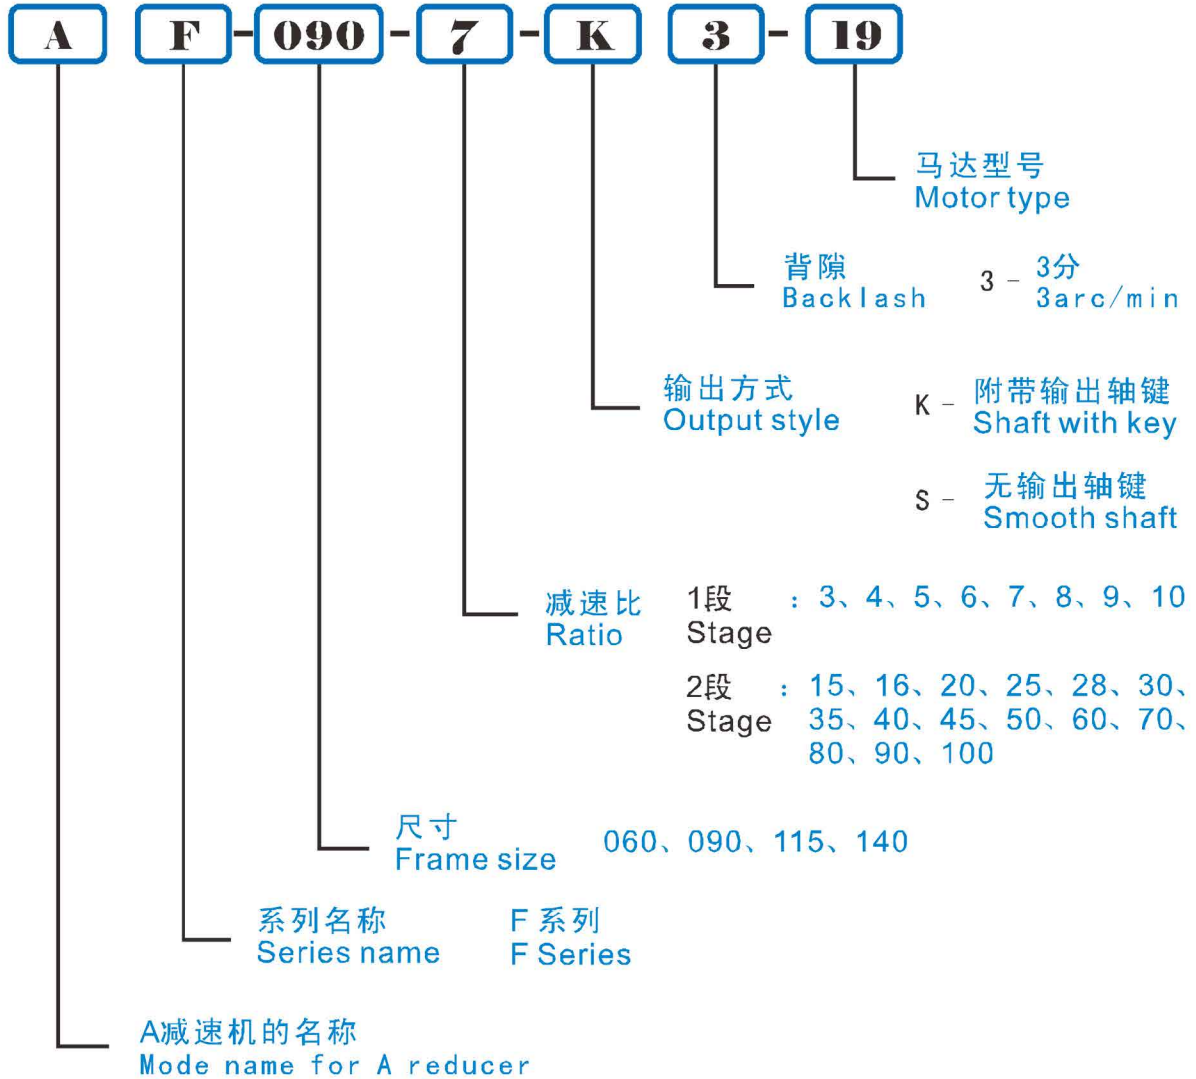 A F-090-7-K 3-19
马达型号
Motor type
背隙 3 - 3分
Backlash 3arc/min
输出方式 K - 附带输出轴键
Output style Shaft with key
S - 无输出轴键
Smooth shaft
减速比 1段 : 3、4、5、6、7、8、9、10
Ratio Stage
2段 : 15、16、20、25、28、30、
Stage 35、40、45、50、60、70、
80、90、100
尺寸 060、090、115、140
Frame size
系列名称 F 系列
Series name F Series
A减速机的名称
Mode name for A reducer